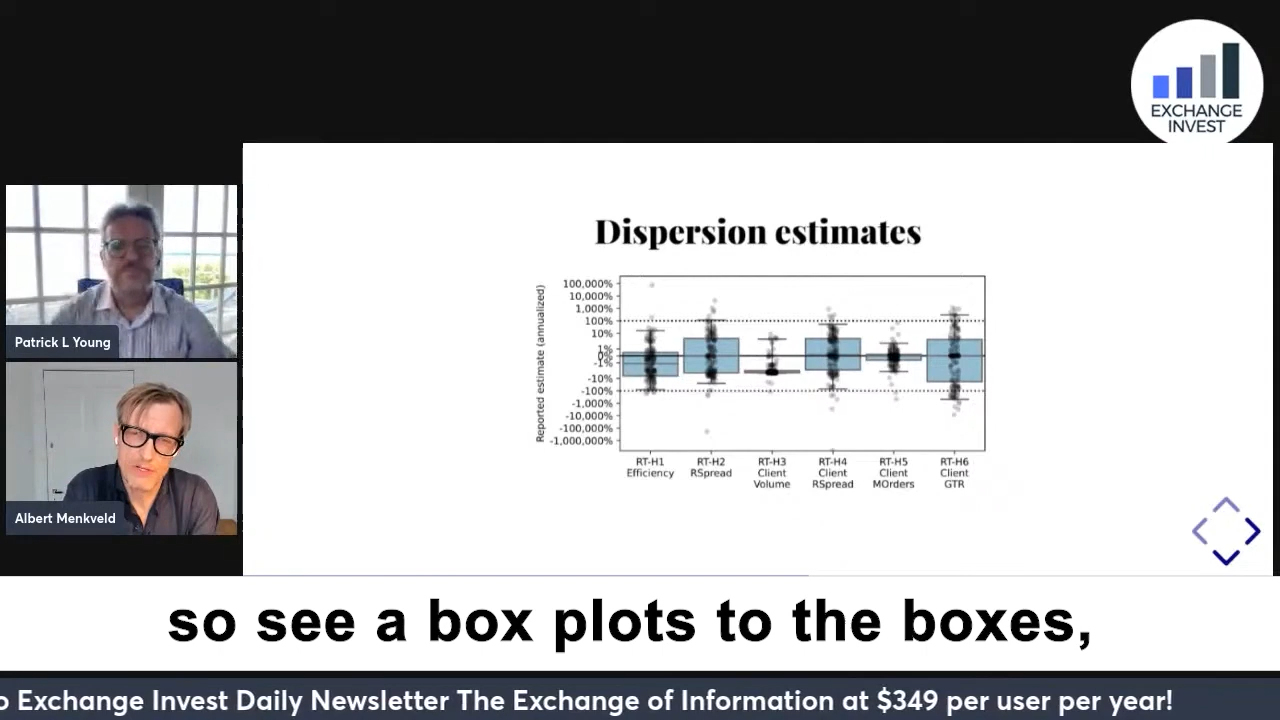 EXCHANGE
INVEST
Patrick L Young
Albert Menkveld
Dispersion estimates
Reported estimate (annualized)
100,000%
10,000%
1,000%
100%
10%
1%
0%
-1%
-10%
-100%
-1,000%
-10,000%
-100,000%
-1,000,000%
RT-H1
Efficiency
RT-H2
RSpread
RT-H3
Client
Volume
RT-H4
Client
RSpread
RT-H5
Client
MOrders
RT-H6
Client
GTR
so see a box plots to the boxes,
o Exchange Invest Daily Newsletter The Exchange of Information at $349 per user per year!